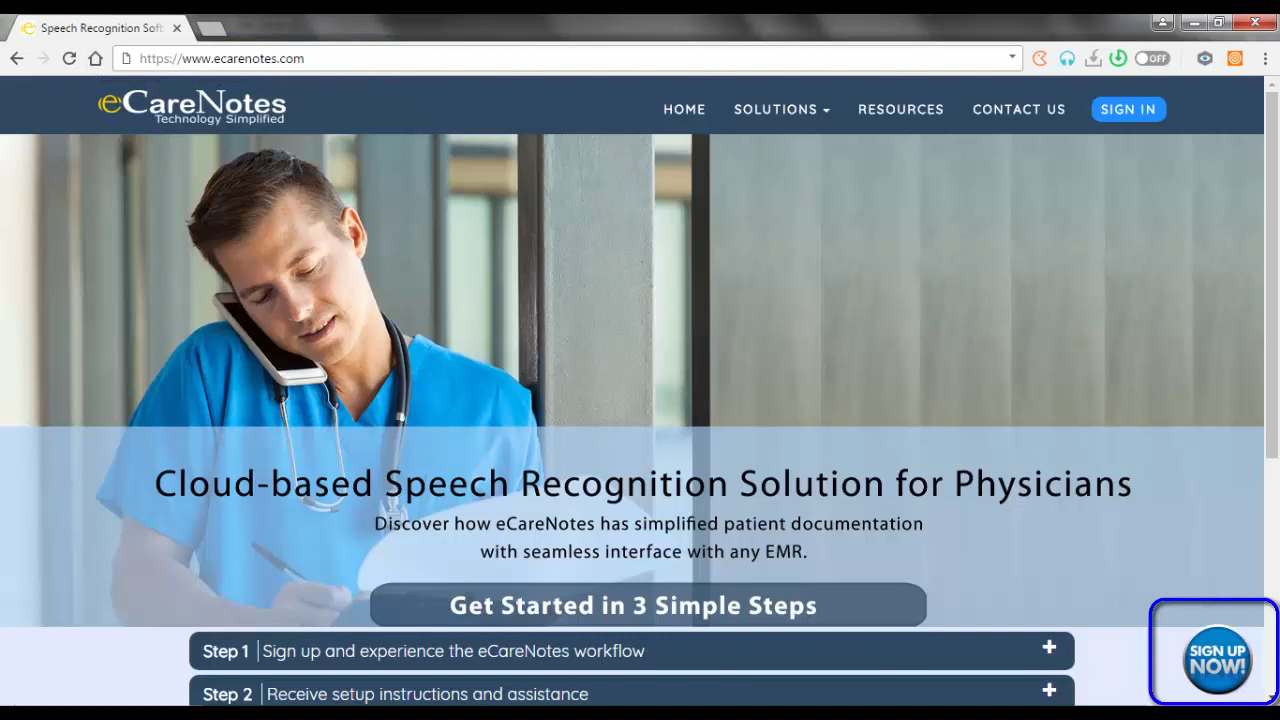 Speech Recognition Soft
https://www.ecarenotes.com
OFF
eCareNotes
Technology Simplified
HOME
SOLUTIONS
RESOURCES
CONTACT US
SIGN IN
Cloud-based Speech Recognition Solution for Physicians
Discover how eCareNotes has simplified patient documentation
with seamless interface with any EMR.
Get Started in 3 Simple Steps
Step 1 Sign up and experience the eCareNotes workflow
Step 2 Receive setup instructions and assistance
SIGN UP
NOW!